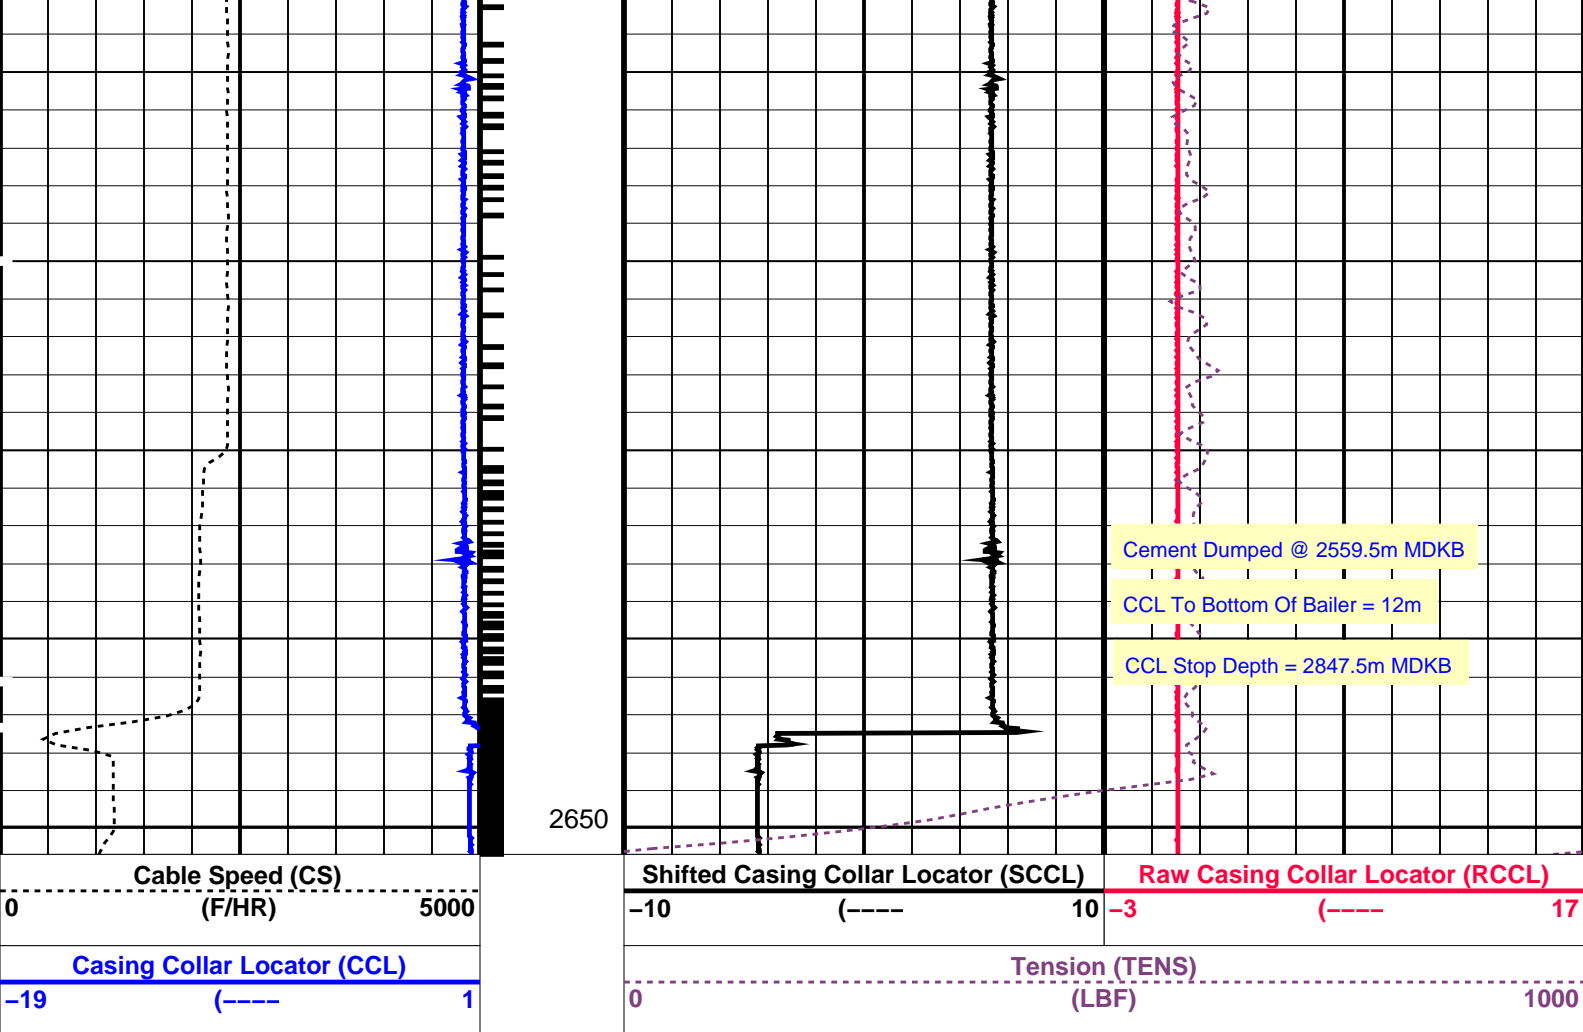 Cement Dumped @ 2559.5m MDKB
CCL To Bottom Of Bailer = 12m
CCL Stop Depth = 2847.5m MDKB
2650
Cable Speed (CS)
0 (F/HR) 5000
Shifted Casing Collar Locator (SCCL)
−10 (−−−− 10
Raw Casing Collar Locator (RCCL)
−3 (−−−− 17
Casing Collar Locator (CCL)
−19 (−−−− 1
Tension (TENS)
0 (LBF) 1000